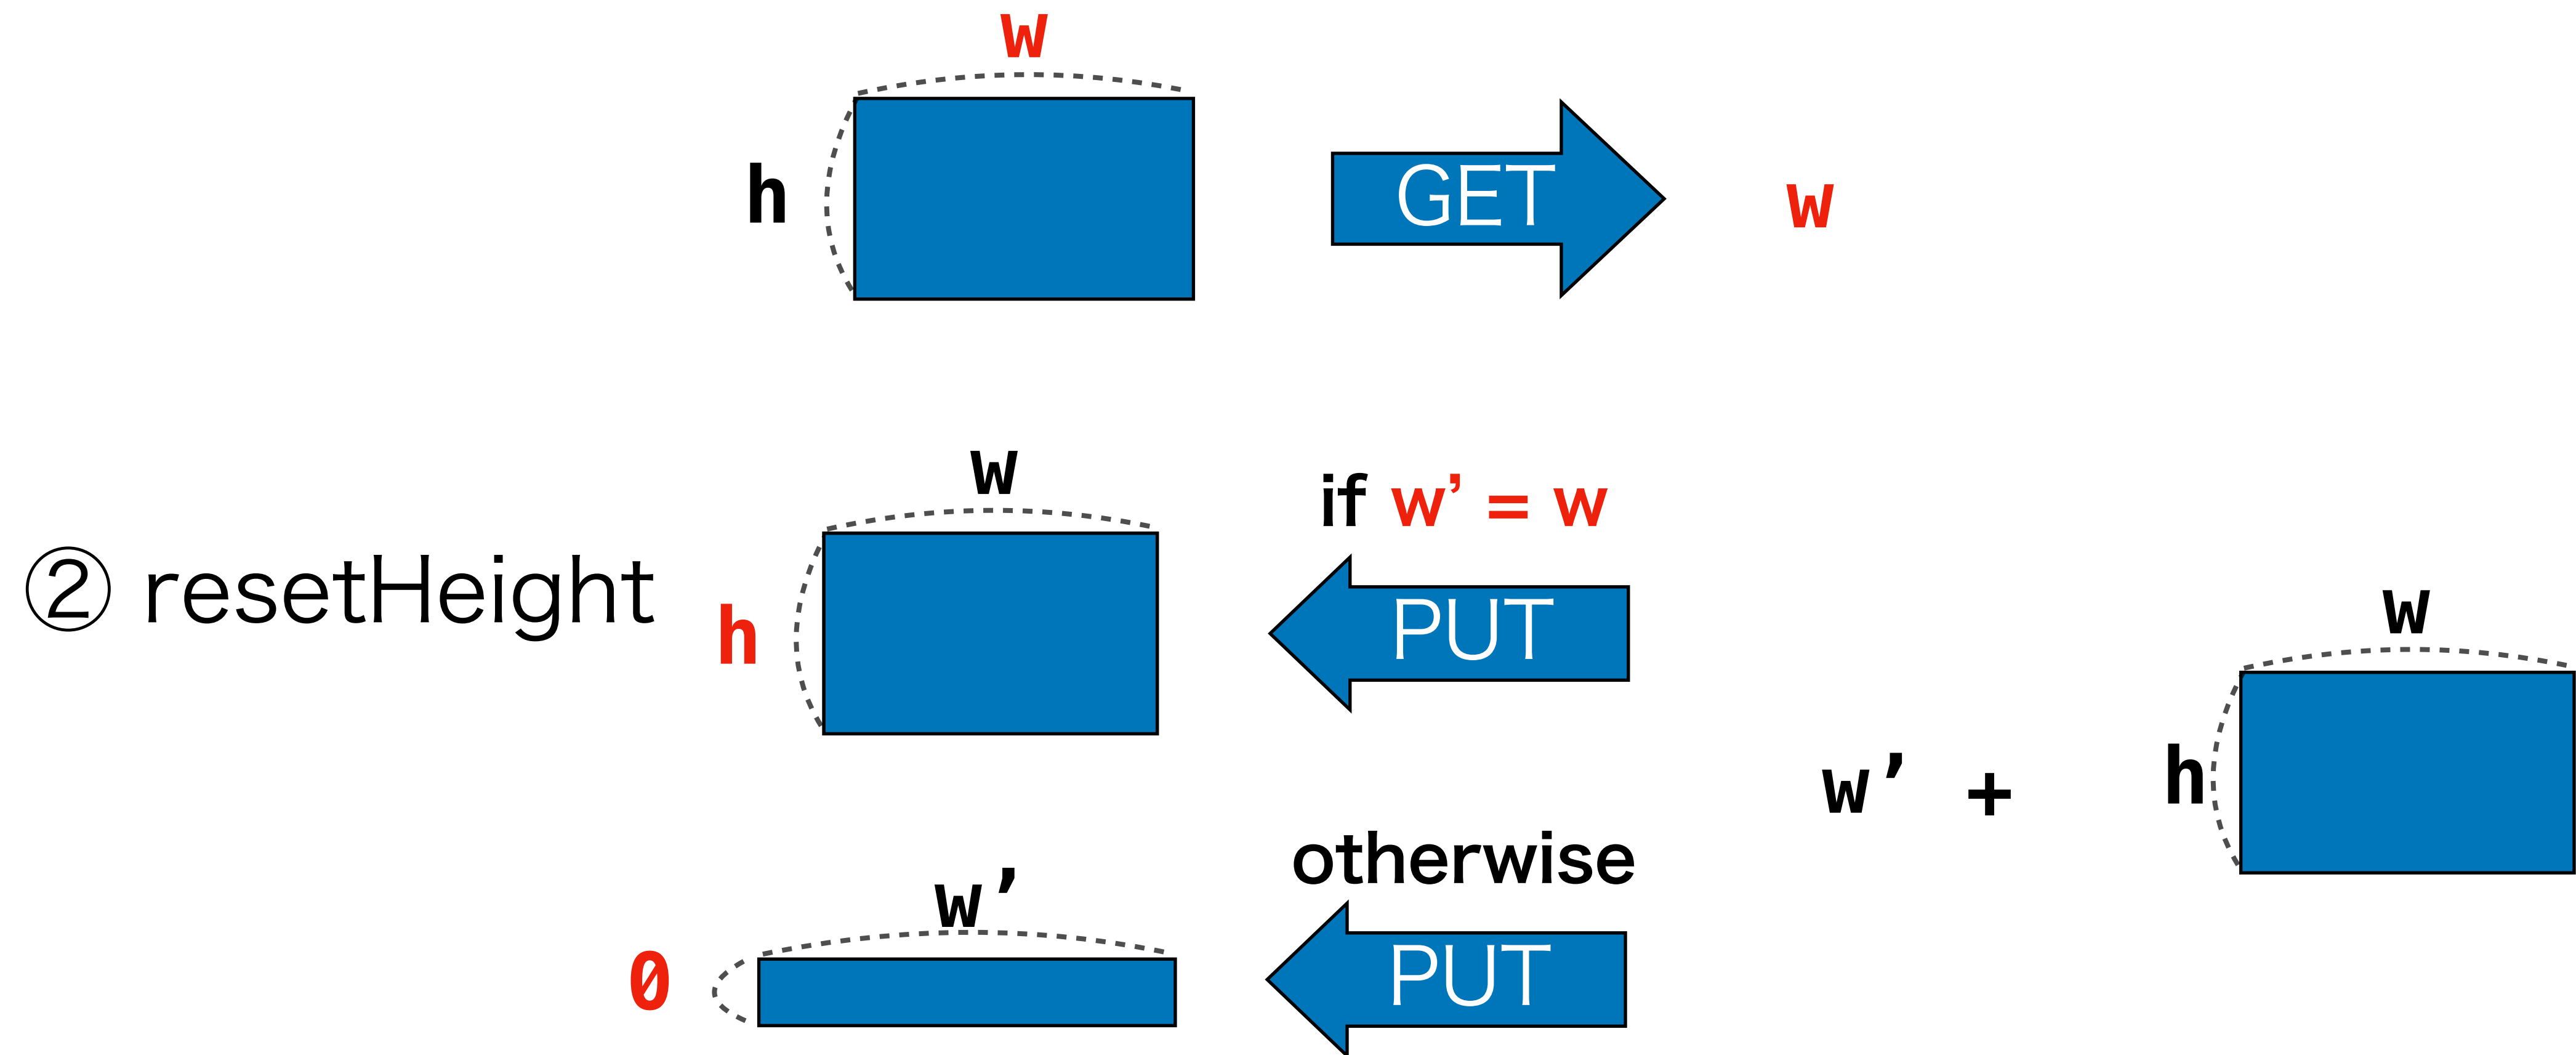 w
h
GET
w
w
if w’ = w
② resetHeight
h
PUT
w
w’ +
h
otherwise
w’
0
PUT